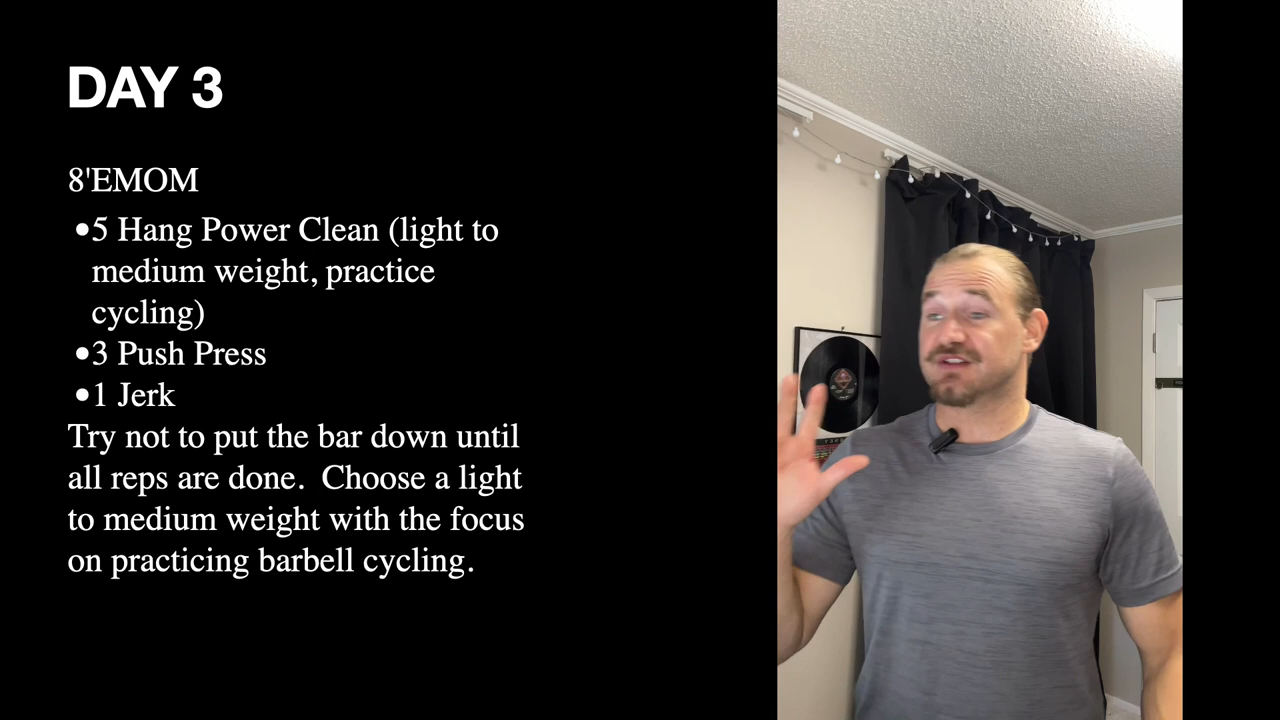 DAY 3
8'EMOM
•5 Hang Power Clean (light to
medium weight, practice
cycling)
•3 Push Press
•1 Jerk
Try not to put the bar down until
all reps are done.  Choose a light
to medium weight with the focus
on practicing barbell cycling.